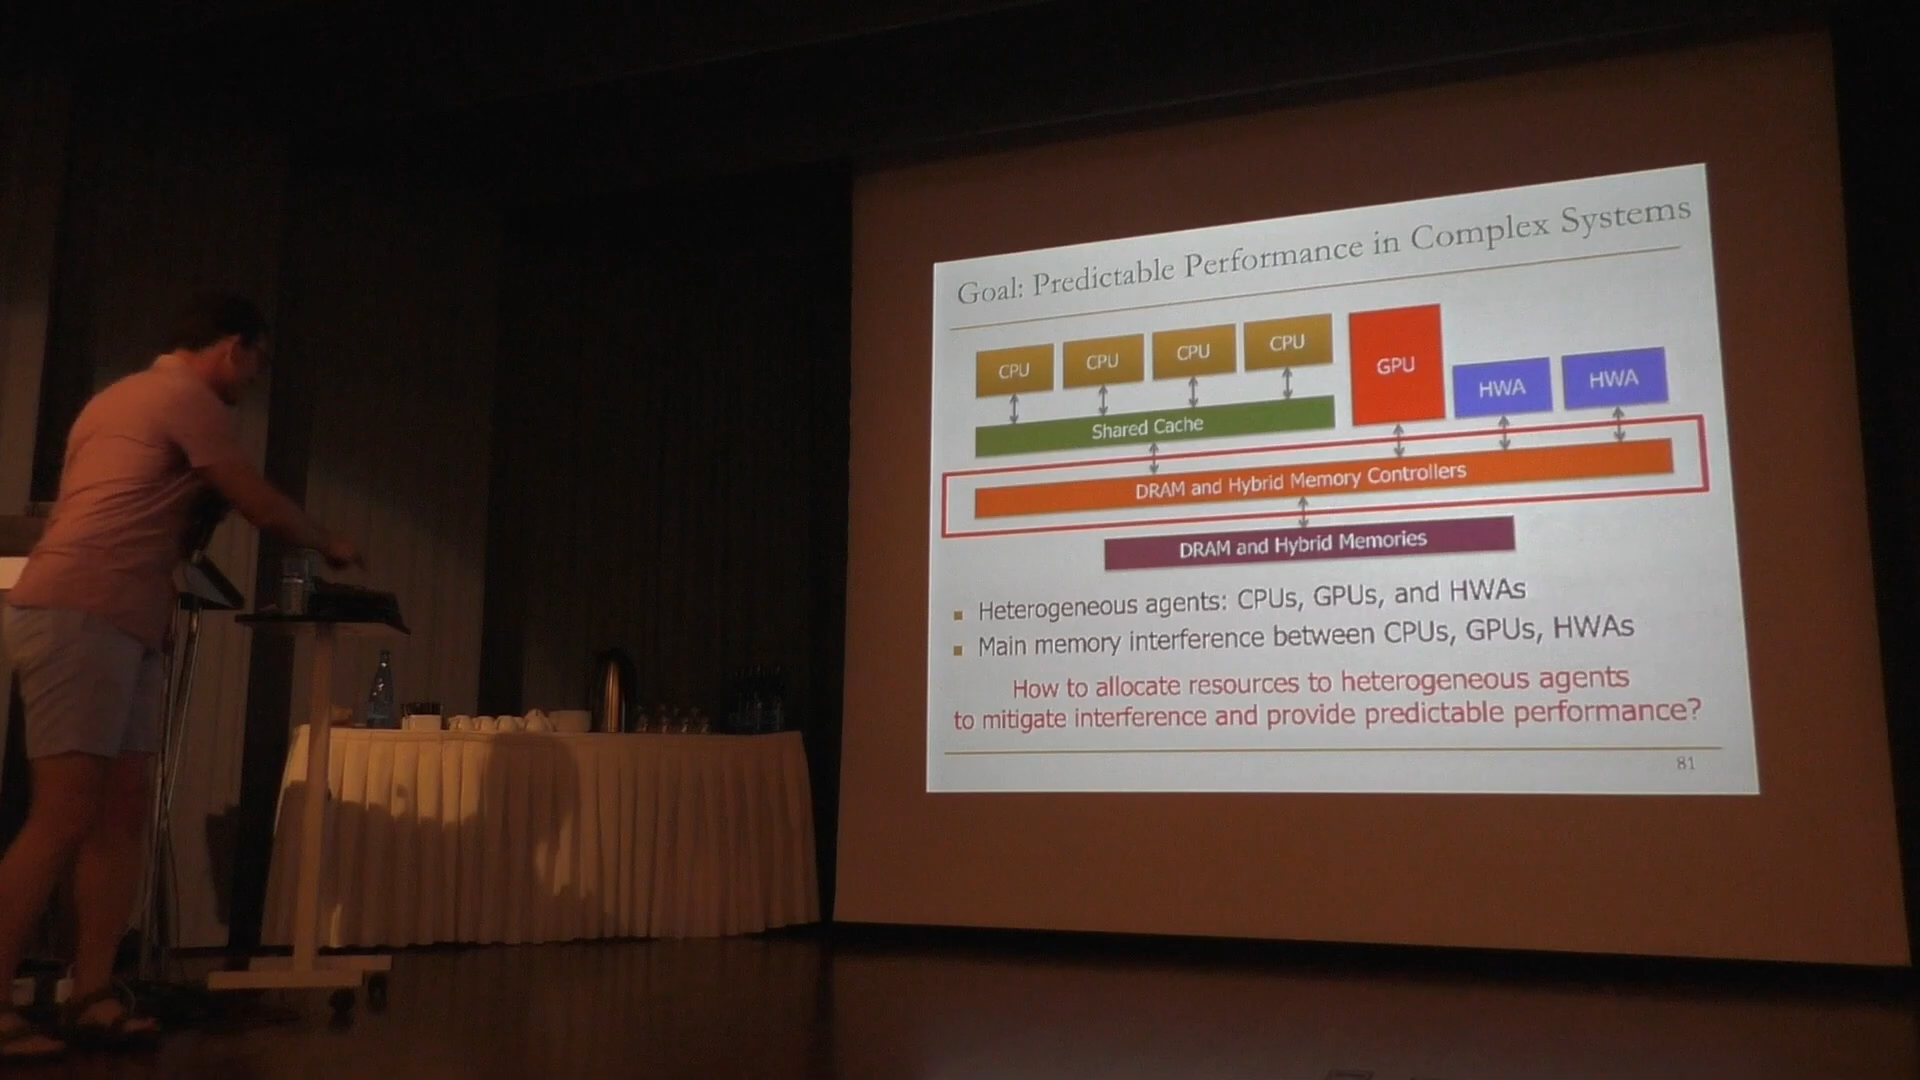 Goal: Predictable Performance in Complex Systems
CPU
CPU
CPU
CPU
GPU
HWA
HWA
Shared Cache
DRAM and Hybrid Memory Controllers
DRAM and Hybrid Memories
Heterogeneous agents: CPUs, GPUs, and HWAs
Main memory interference between CPUs, GPUs, HWAs
How to allocate resources to heterogeneous agents
to mitigate interference and provide predictable performance?
81